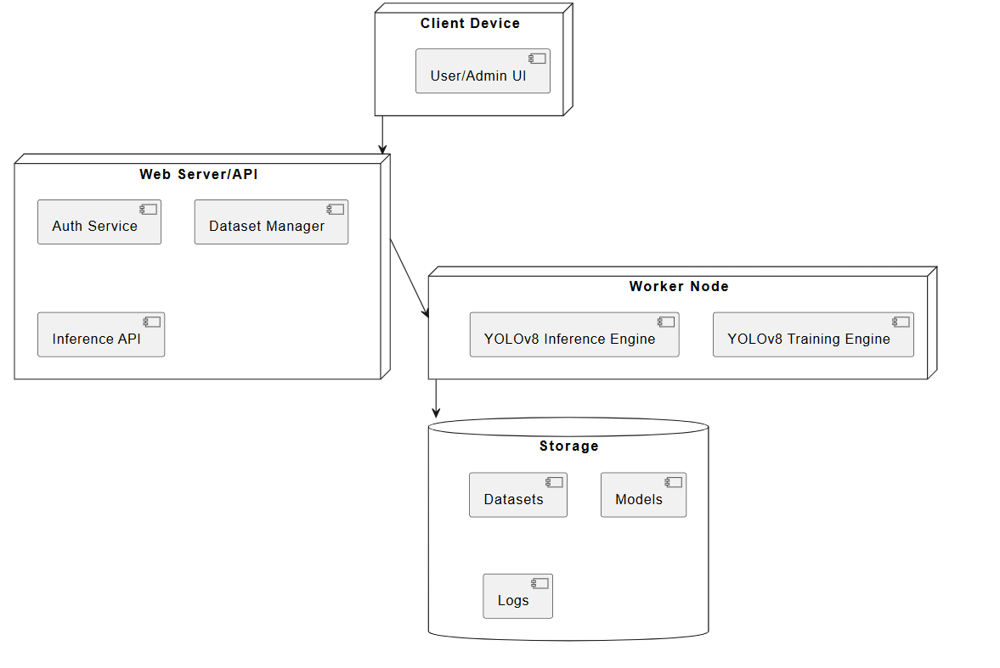 Client Device
User/Admin UI
Web Server/API
Auth Service
Dataset Manager
Inference API
Worker Node
YOLOv8 Inference Engine
YOLOv8 Training Engine
Storage
Datasets
Models
Logs